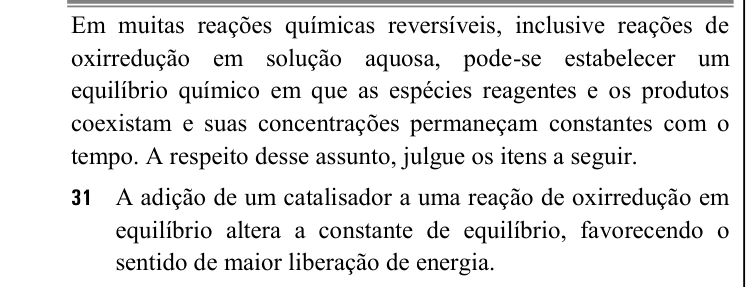 Em muitas reações químicas reversíveis, inclusive reações de
oxirredução em solução aquosa, pode-se estabelecer um
equilíbrio químico em que as espécies reagentes e os produtos
coexistam e suas concentrações permaneçam constantes com o
tempo. A respeito desse assunto, julgue os itens a seguir.
31 A adição de um catalisador a uma reação de oxirredução em
equilíbrio altera a constante de equilíbrio, favorecendo o
sentido de maior liberação de energia.